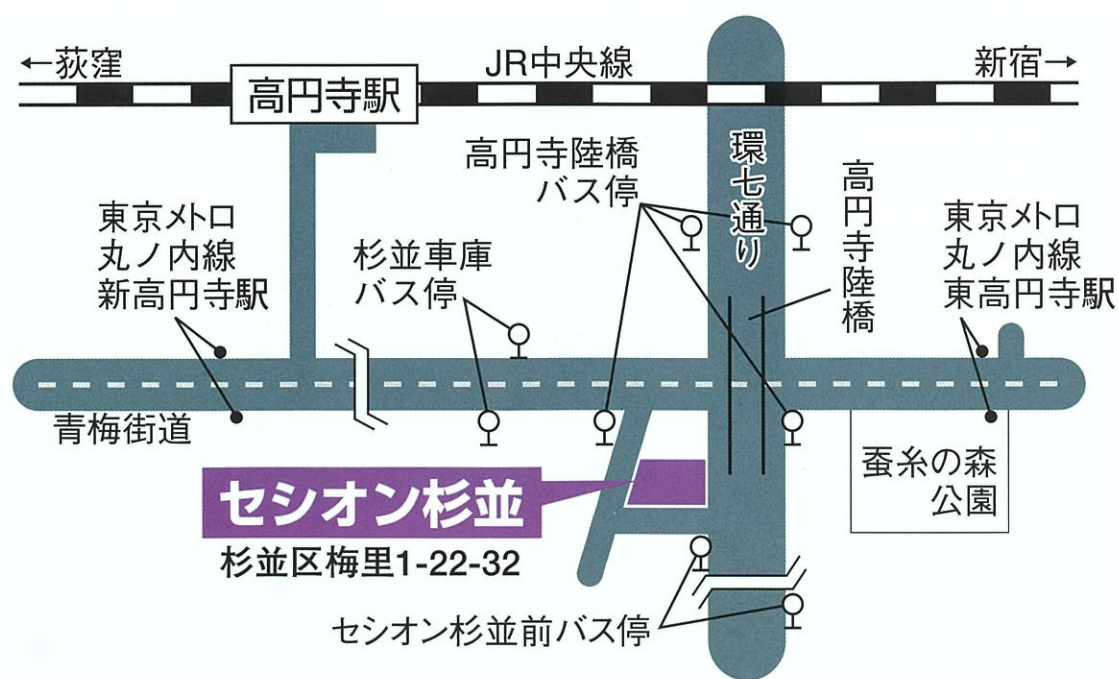 ←荻窪
JR中央線
新宿→
高円寺駅
高円寺陸橋
バス停
環七通り
高円寺陸橋
東京メトロ
丸ノ内線
新高円寺駅
杉並車庫
バス停
東京メトロ
丸ノ内線
東高円寺駅
青梅街道
蚕糸の森
公園
セシオン杉並
杉並区梅里1-22-32
セシオン杉並前バス停